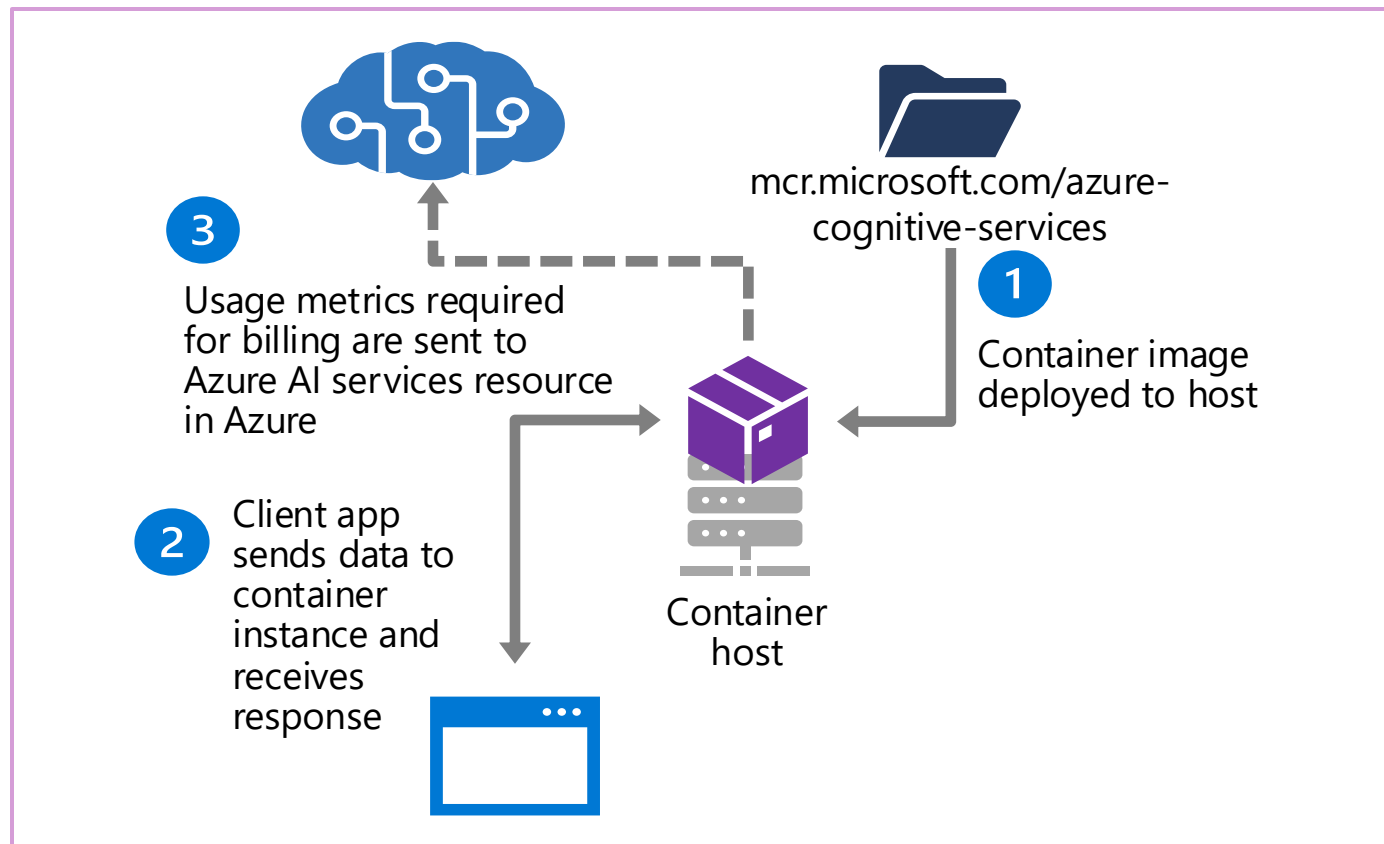 mcr.microsoft.com/azure-
cognitive-services
1
Container image
deployed to host
3
Usage metrics required
for billing are sent to
Azure AI services resource
in Azure
2
Client app
sends data to
container
instance and
receives
response
Container
host